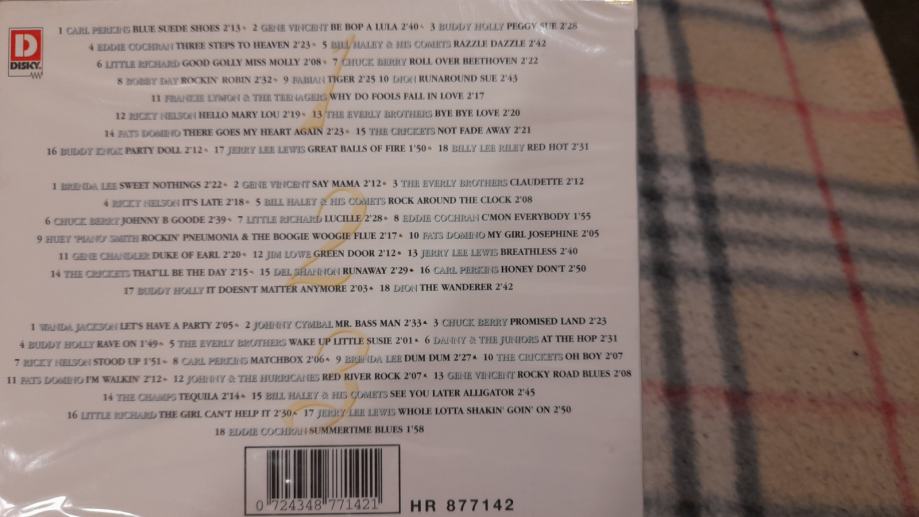 D
DISKY.
1 CARL PERKINS BLUE SUEDE SHOES 2'13 2 GENE VINCENT BE BOP A LULA 2'40 3 BUDDY HOLLY PEGGY SUE 2'28
4 EDDIE COCHRAN THREE STEPS TO HEAVEN 2'23 5 BILL HALEY & HIS COMETS RAZZLE DAZZLE 2'42
6 LITTLE RICHARD GOOD GOLLY MISS MOLLY 2'08 7 CHUCK BERRY ROLL OVER BEETHOVEN 2'22
8 BOBBY DAY ROCKIN' ROBIN 2'32 9 FABIAN TIGER 2'25 10 DION RUNAROUND SUE 2'43
11 FRANKIE LYMON & THE TEENAGERS WHY DO FOOLS FALL IN LOVE 2'17
12 RICKY NELSON HELLO MARY LOU 2'19 13 THE EVERLY BROTHERS BYE BYE LOVE 2'20
14 FATS DOMINO THERE GOES MY HEART AGAIN 2'23 15 THE CRICKETS NOT FADE AWAY 2'21
16 BUDDY KNOX PARTY DOLL 2'12 17 JERRY LEE LEWIS GREAT BALLS OF FIRE 1'50 18 BILLY LEE RILEY RED HOT 2'31
1
1 BRENDA LEE SWEET NOTHINGS 2'22 2 GENE VINCENT SAY MAMA 2'12 3 THE EVERLY BROTHERS CLAUDETTE 2'12
4 RICKY NELSON IT'S LATE 2'18 5 BILL HALEY & HIS COMETS ROCK AROUND THE CLOCK 2'08
6 CHUCK BERRY JOHNNY B GOODE 2'39 7 LITTLE RICHARD LUCILLE 2'28 8 EDDIE COCHRAN C'MON EVERYBODY 1'55
9 HUEY 'PIANO' SMITH ROCKIN' PNEUMONIA & THE BOOGIE WOOGIE FLUE 2'17 10 FATS DOMINO MY GIRL JOSEPHINE 2'05
11 GENE CHANDLER DUKE OF EARL 2'20 12 JIM LOWE GREEN DOOR 2'12 13 JERRY LEE LEWIS BREATHLESS 2'40
14 THE CRICKETS THAT'LL BE THE DAY 2'15 15 DEL SHANNON RUNAWAY 2'29 16 CARL PERKINS HONEY DON'T 2'50
17 BUDDY HOLLY IT DOESN'T MATTER ANYMORE 2'03 18 DION THE WANDERER 2'42
2
1 WANDA JACKSON LET'S HAVE A PARTY 2'05 2 JOHNNY CYMBAL MR. BASS MAN 2'33 3 CHUCK BERRY PROMISED LAND 2'23
4 BUDDY HOLLY RAVE ON 1'49 5 THE EVERLY BROTHERS WAKE UP LITTLE SUSIE 2'01 6 DANNY & THE JUNIORS AT THE HOP 2'31
7 RICKY NELSON STOOD UP 1'51 8 CARL PERKINS MATCHBOX 2'06 9 BRENDA LEE DUM DUM 2'27 10 THE CRICKETS OH BOY 2'07
11 FATS DOMINO I'M WALKIN' 2'12 12 JOHNNY & THE HURRICANES RED RIVER ROCK 2'07 13 GENE VINCENT ROCKY ROAD BLUES 2'08
14 THE CHAMPS TEQUILA 2'14 15 BILL HALEY & HIS COMETS SEE YOU LATER ALLIGATOR 2'45
16 LITTLE RICHARD THE GIRL CAN'T HELP IT 2'30 17 JERRY LEE LEWIS WHOLE LOTTA SHAKIN' GOIN' ON 2'50
18 EDDIE COCHRAN SUMMERTIME BLUES 1'58
3
0 724348 771421
HR 877142